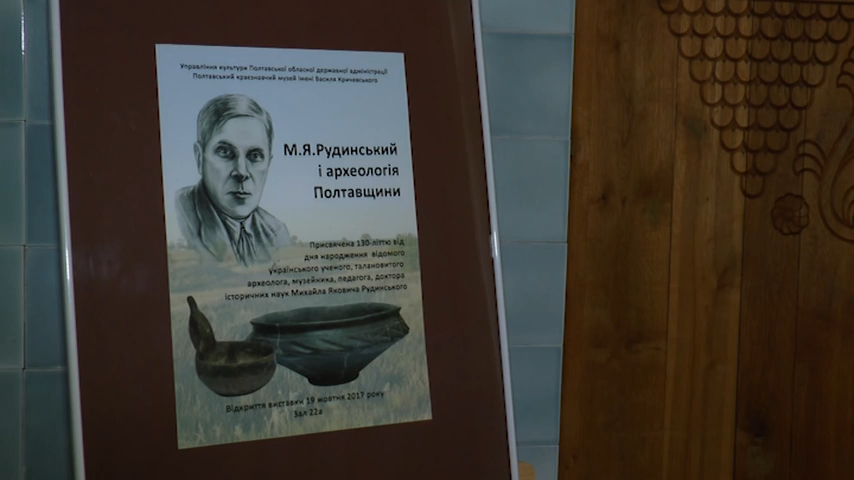 Управління культури Полтавської обласної державної адміністрації
Полтавський краєзнавчий музей імені Василя Кричевського
М.Я.Рудинський
і археологія
Полтавщини
Присвячена 130-літтю від
дня народження відомого
українського ученого, талановитого
археолога, музейника, педагога, доктора
історичних наук Михайла Яковича Рудинського
Відкриття виставки 19 жовтня 2017 року
Зал 22а